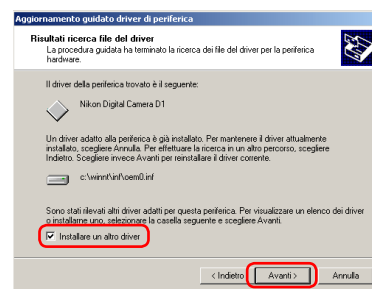 Aggiornamento guidato driver di periferica
Risultati ricerca file del driver
La procedura guidata ha terminato la ricerca dei file del driver per la periferica
hardware.
Il driver della periferica trovato è il seguente:
Nikon Digital Camera D1
Un driver adatto alla periferica è già installato. Per mantenere il driver attualmente
installato, scegliere Annulla. Per effettuare la ricerca in un altro percorso, scegliere
Indietro. Scegliere invece Avanti per reinstallare il driver corrente.
c:\winnt\inf\oem0.inf
Sono stati rilevati altri driver adatti per questa periferica. Per visualizzare un elenco dei driver
o installarne uno, selezionare la casella seguente e scegliere Avanti.
Installare un altro driver
< Indietro
Avanti >
Annulla